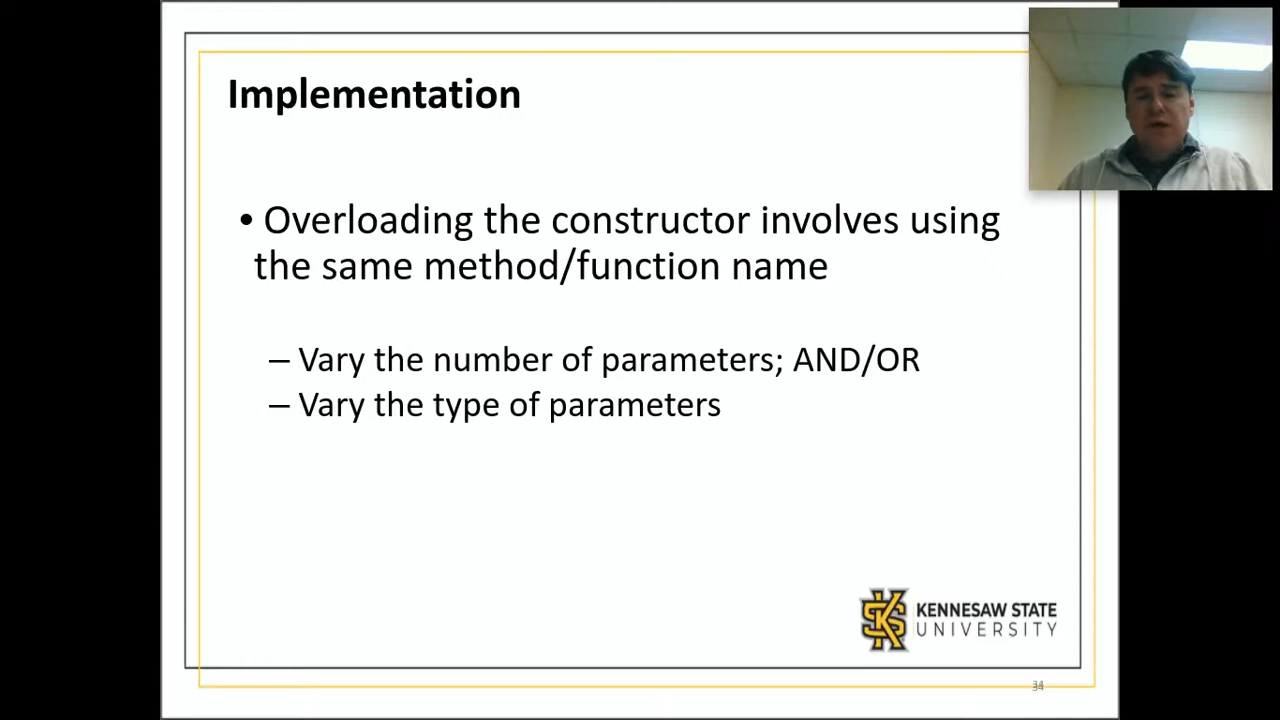 Implementation
• Overloading the constructor involves using
the same method/function name
– Vary the number of parameters; AND/OR
– Vary the type of parameters
KENNESAW STATE
UNIVERSITY
34